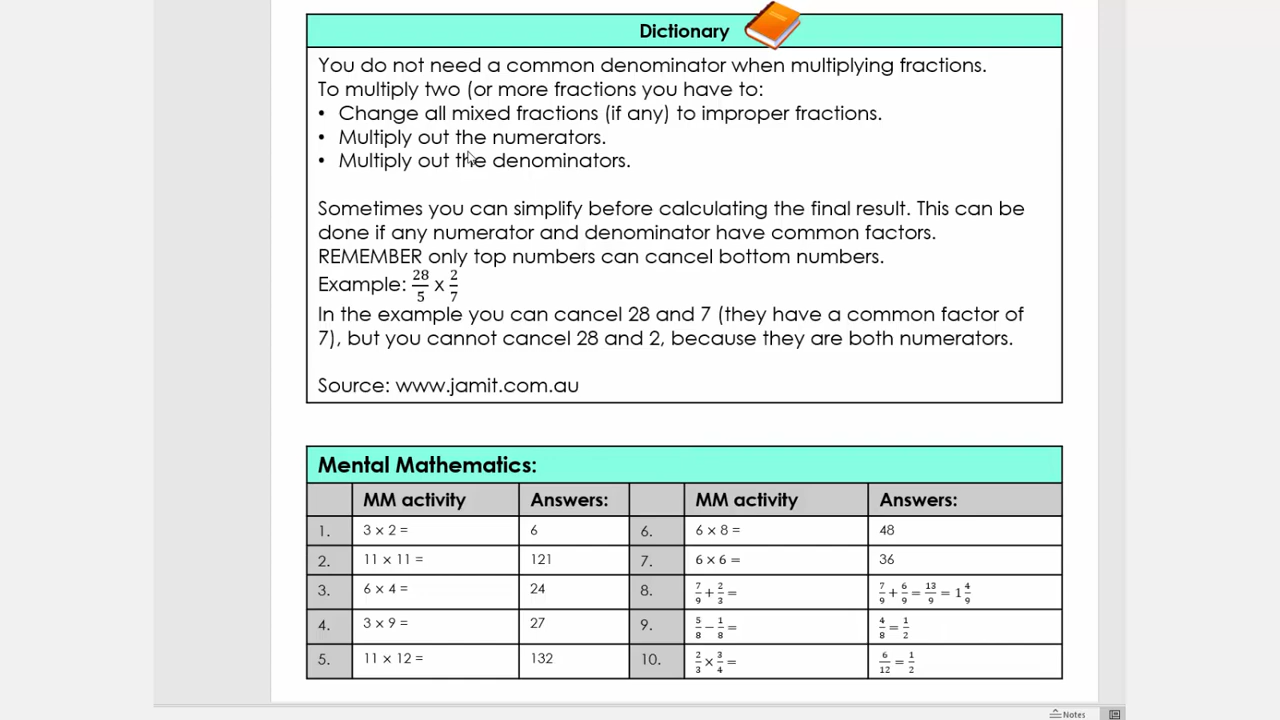 Dictionary
You do not need a common denominator when multiplying fractions.
To multiply two (or more fractions you have to:
• Change all mixed fractions (if any) to improper fractions.
• Multiply out the numerators.
• Multiply out the denominators.
Sometimes you can simplify before calculating the final result. This can be
done if any numerator and denominator have common factors.
REMEMBER only top numbers can cancel bottom numbers.
Example: 28/5 x 2/7
In the example you can cancel 28 and 7 (they have a common factor of
7), but you cannot cancel 28 and 2, because they are both numerators.
Source: www.jamit.com.au
Mental Mathematics:
MM activity Answers: MM activity Answers:
1. 3 × 2 = 6 6. 6 × 8 = 48
2. 11 × 11 = 121 7. 6 × 6 = 36
3. 6 × 4 = 24 8. 7/9 + 2/3 = 7/9 + 6/9 = 13/9 = 1 4/9
4. 3 × 9 = 27 9. 5/8 − 1/8 = 4/8 = 1/2
5. 11 × 12 = 132 10. 2/3 × 3/4 = 6/12 = 1/2
Notes